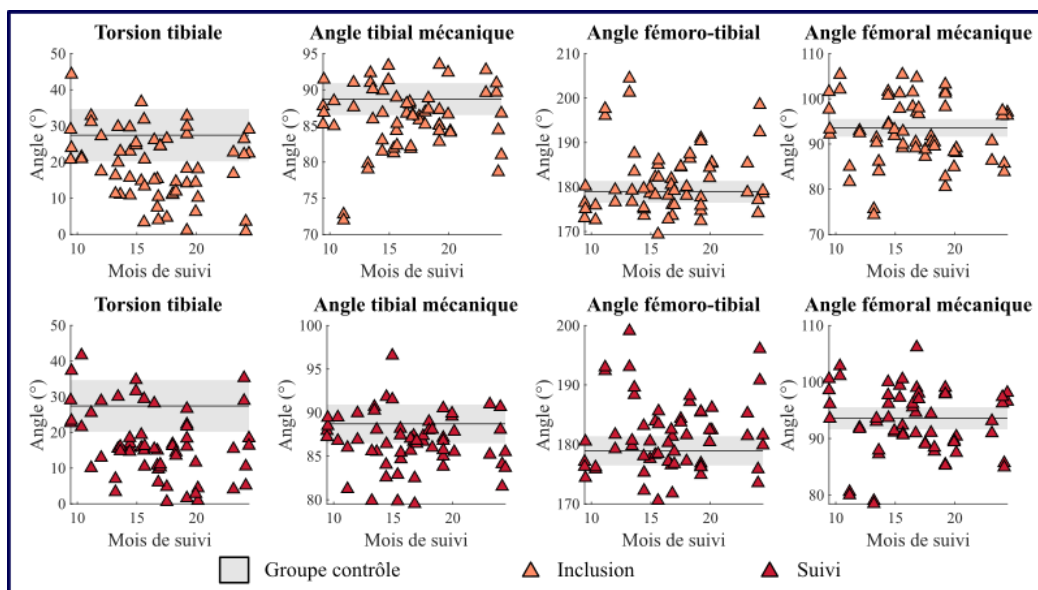 Torsion tibiale
Angle tibial mécanique
Angle fémoro-tibial
Angle fémoral mécanique
Angle (°)
50
40
30
20
10
0
10
15
20
Mois de suivi
Angle (°)
95
90
85
80
75
70
10
15
20
Mois de suivi
Angle (°)
210
200
190
180
170
10
15
20
Mois de suivi
Angle (°)
110
100
90
80
70
10
15
20
Mois de suivi
Torsion tibiale
Angle tibial mécanique
Angle fémoro-tibial
Angle fémoral mécanique
Angle (°)
50
40
30
20
10
0
10
15
20
Mois de suivi
Angle (°)
100
95
90
85
80
10
15
20
Mois de suivi
Angle (°)
200
190
180
170
10
15
20
Mois de suivi
Angle (°)
110
100
90
80
10
15
20
Mois de suivi
Groupe contrôle
Inclusion
Suivi